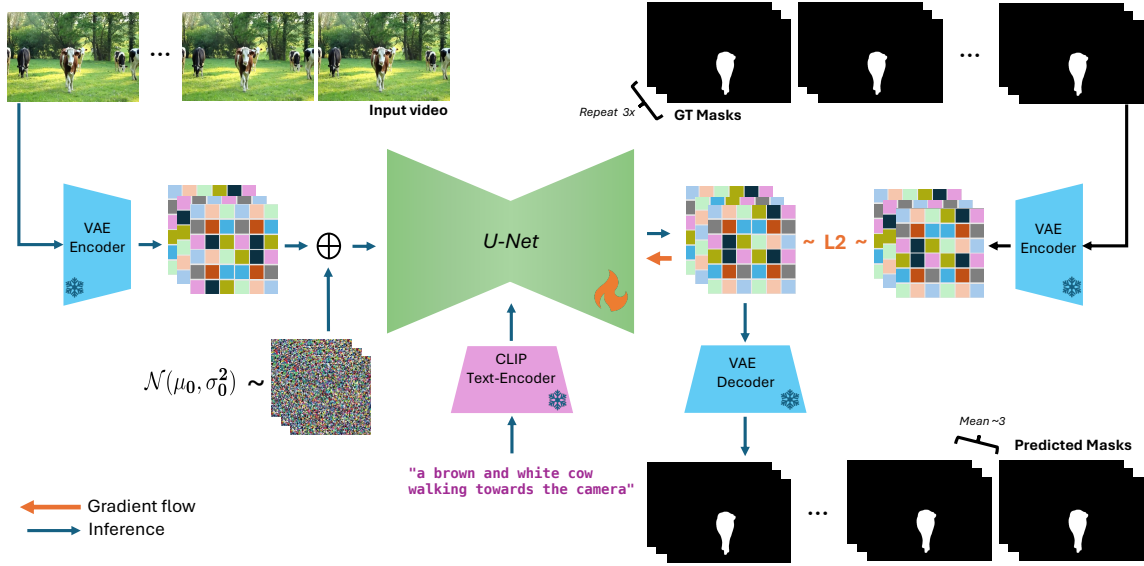 ...
...
Input video
Repeat 3x
GT Masks
VAE
Encoder
U-Net
~ L2 ~
VAE
Encoder
𝒩(μ₀, σ₀²) ~
CLIP
Text-Encoder
VAE
Decoder
"a brown and white cow
walking towards the camera"
Mean ~3
Predicted Masks
...
Gradient flow
Inference